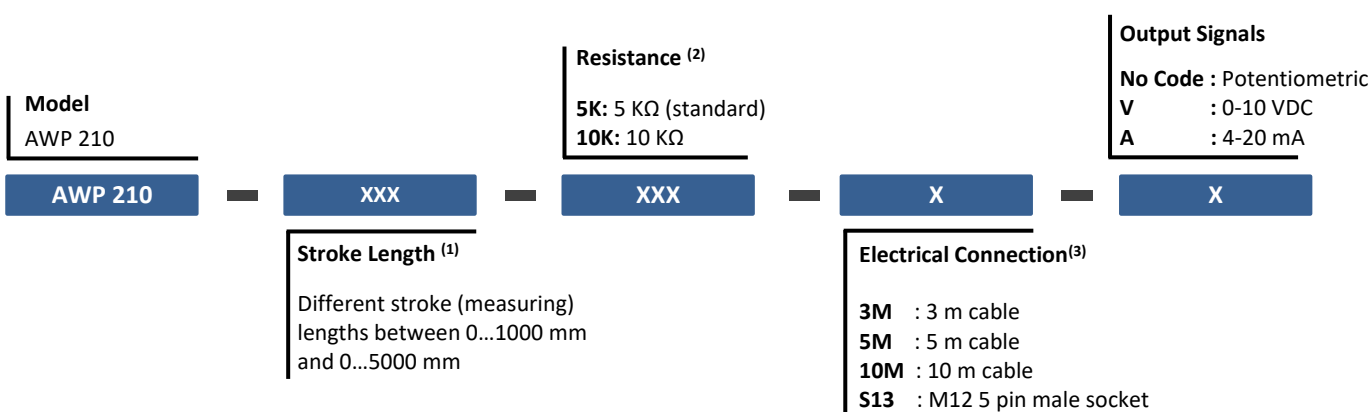 Model
AWP 210
Resistance (2)
5K: 5 KΩ (standard)
10K: 10 KΩ
Output Signals
No Code : Potentiometric
V : 0-10 VDC
A : 4-20 mA
AWP 210 - XXX - XXX - X - X
Stroke Length (1)
Different stroke (measuring)
lengths between 0...1000 mm
and 0...5000 mm
Electrical Connection(3)
3M : 3 m cable
5M : 5 m cable
10M : 10 m cable
S13 : M12 5 pin male socket